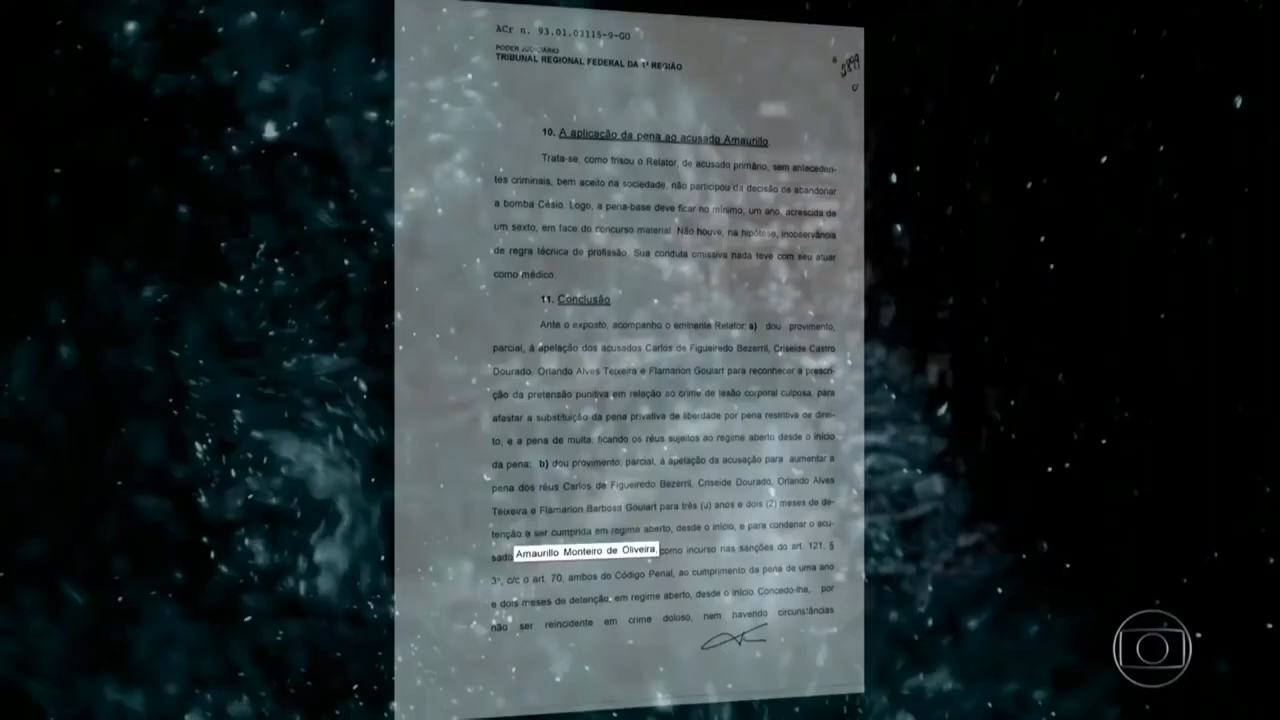 ACr n. 93.01.03115-9-GO
PODER JUDICIÁRIO
TRIBUNAL REGIONAL FEDERAL DA 1ª REGIÃO
10. A aplicação da pena ao acusado Amaurillo
Trata-se, como frisou o Relator, de acusado primário, sem anteceden-
tes criminais, bem aceito na sociedade, não participou da decisão de abandonar
a bomba Césio. Logo, a pena-base deve ficar no mínimo, um ano, acrescida de
um sexto, em face do concurso material. Não houve, na hipótese, inobservância
de regra técnica de profissão. Sua conduta omissiva nada teve com seu atuar
como médico.
11. Conclusão
Ante o exposto, acompanho o eminente Relator: a) dou provimento,
parcial, à apelação dos acusados Carlos de Figueiredo Bezerril, Criseide Castro
Dourado, Orlando Alves Teixeira e Flamarion Goulart para reconhecer a prescri-
ção da pretensão punitiva em relação ao crime de lesão corporal culposa, para
afastar a substituição da pena privativa de liberdade por pena restritiva de direi-
to, e a pena de multa, ficando os réus sujeitos ao regime aberto desde o início
da pena; b) dou provimento, parcial, à apelação da acusação para aumentar a
pena dos réus Carlos de Figueiredo Bezerril, Criseide Dourado, Orlando Alves
Teixeira e Flamarion Barbosa Goulart para três (3) anos e dois (2) meses de de-
tenção a ser cumprida em regime aberto, desde o início, e para condenar o acu-
sado Amaurillo Monteiro de Oliveira, como incurso nas sanções do art. 121, §
3º, c/c o art. 70, ambos do Código Penal, ao cumprimento da pena de uma ano
e dois meses de detenção, em regime aberto, desde o início. Concedo-lhe, por
não ser reincidente em crime doloso, nem havendo circunstâncias